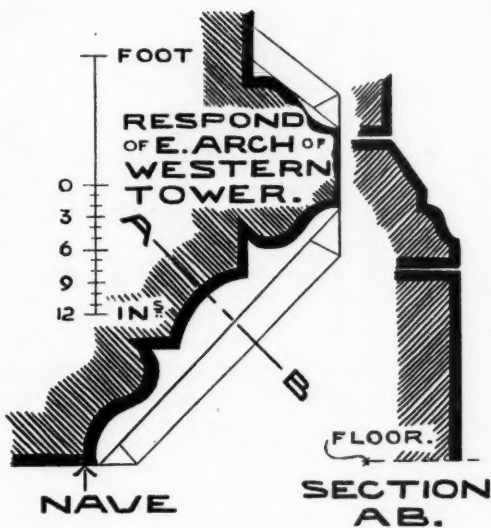 FOOT
RESPOND
OF E. ARCH OF
WESTERN
TOWER.
0
3
6
9
12 INS.
A
B
FLOOR.
NAVE
SECTION
AB.